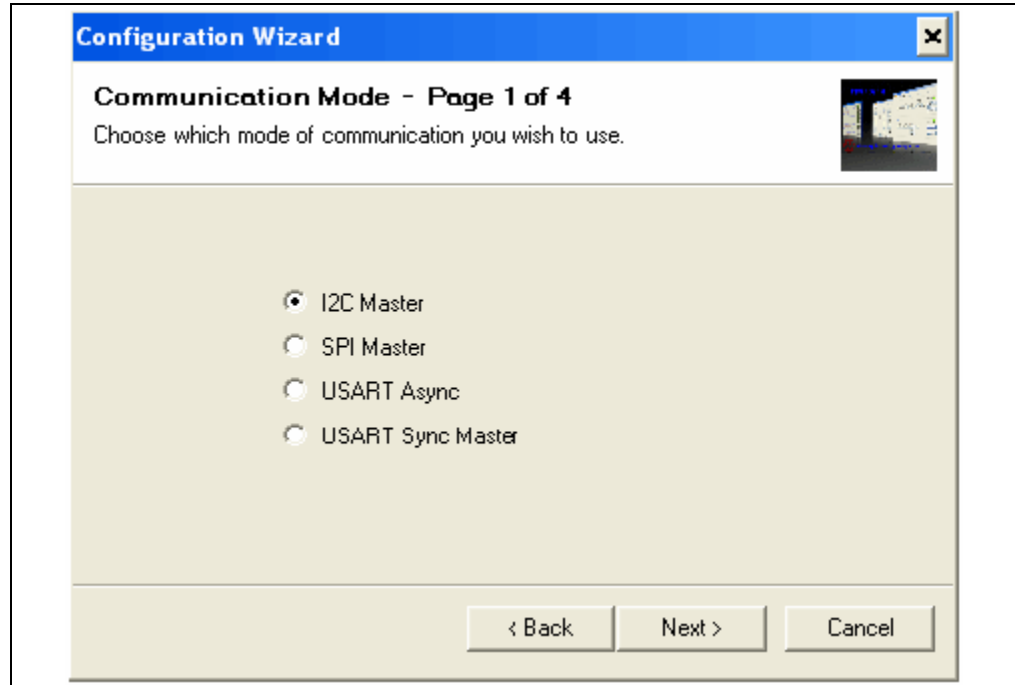 Configuration Wizard
Communication Mode - Page 1 of 4
Choose which mode of communication you wish to use.
I2C Master
SPI Master
USART Async
USART Sync Master
< Back
Next >
Cancel